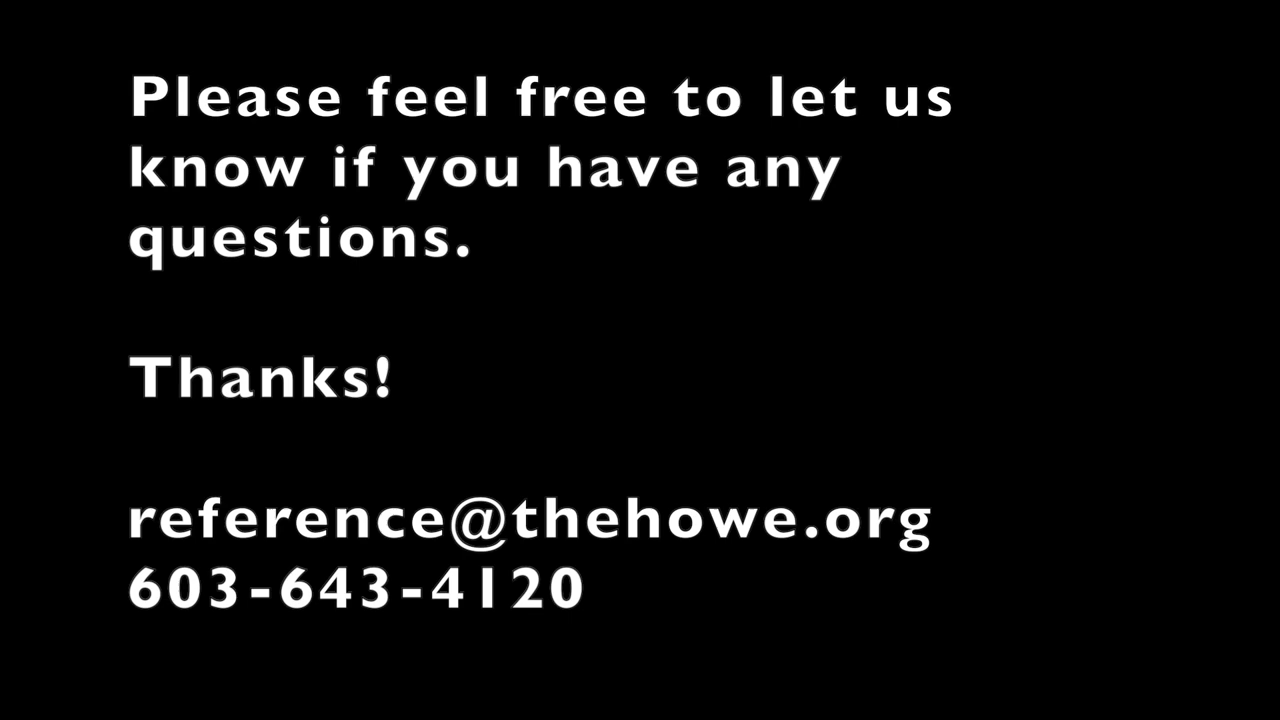 Please feel free to let us
know if you have any
questions.
Thanks!
reference@thehowe.org
603-643-4120